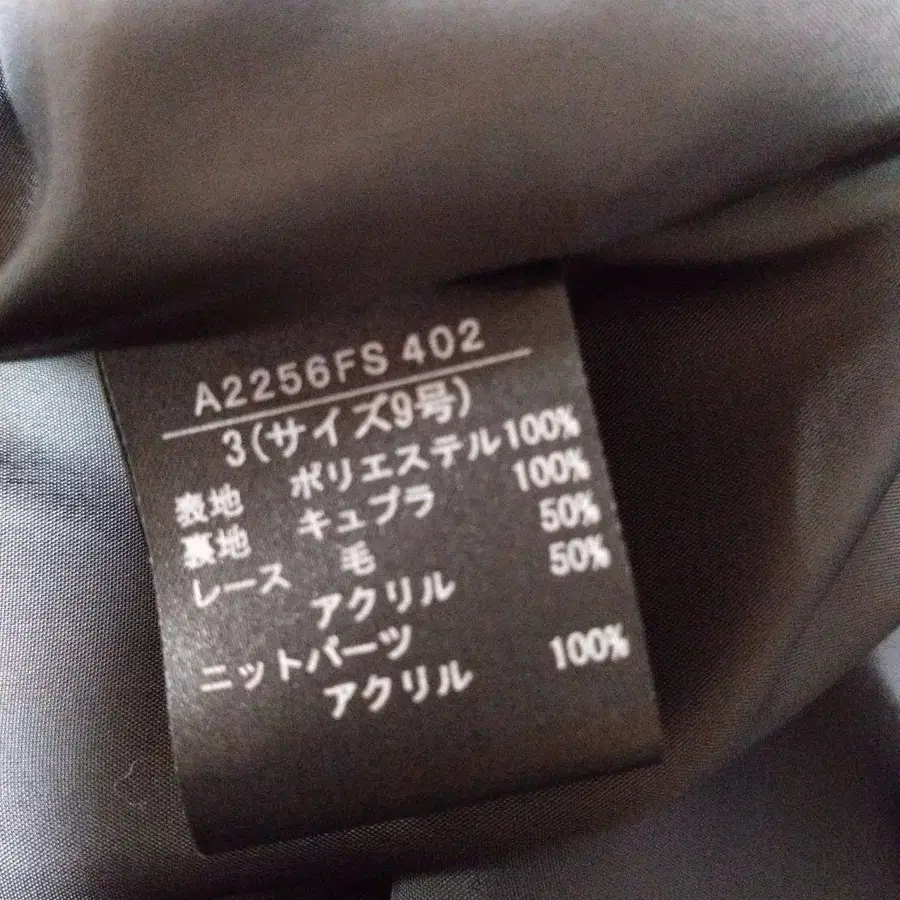 A2256FS 402
3(サイズ9号)
表地 ポリエステル100%
裏地 キュプラ 100%
レース 毛 50%
アクリル 50%
ニットパーツ
アクリル 100%